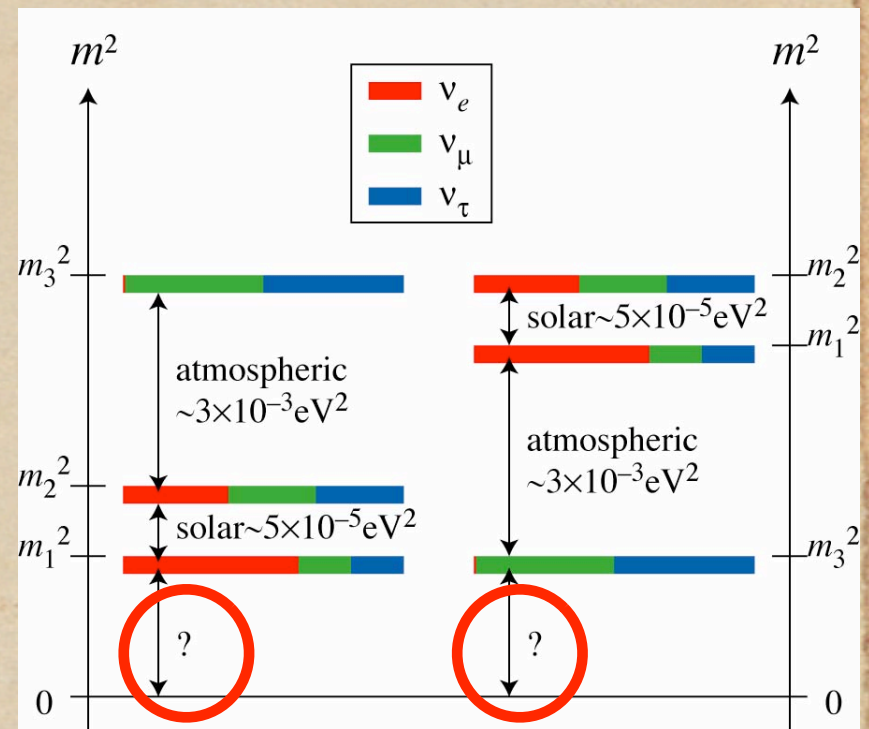 m² m²
νe
νμ
ντ
m₃² m₂²
solar~5×10⁻⁵eV²
m₁²
atmospheric
~3×10⁻³eV²
atmospheric
~3×10⁻³eV²
m₂²
solar~5×10⁻⁵eV²
m₁² m₃²
? ?
0 0